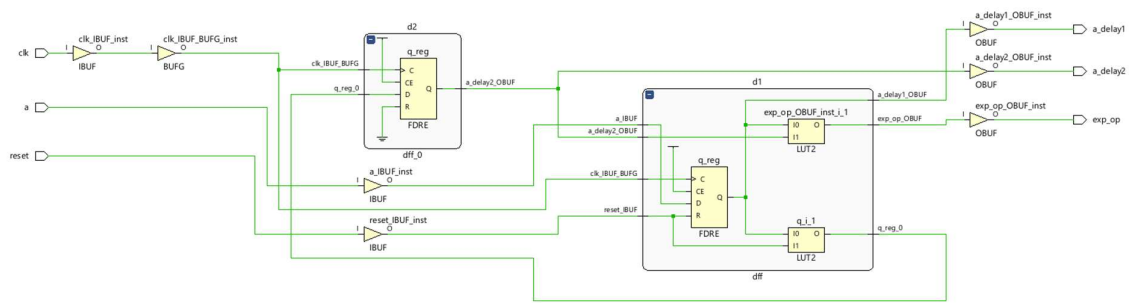 clk
I
O
clk_IBUF_inst
IBUF
clk_IBUF_BUFG_inst
I
O
BUFG
a
reset
d2
q_reg
clk_IBUF_BUFG
C
CE
q_reg_0
D
R
Q
FDRE
dff_0
a_delay2_OBUF
a_IBUF_inst
I
O
IBUF
reset_IBUF_inst
I
O
IBUF
d1
a_IBUF
a_delay2_OBUF
clk_IBUF_BUFG
reset_IBUF
q_reg
C
CE
D
R
Q
FDRE
exp_op_OBUF_inst_i_1
I0
I1
O
LUT2
q_i_1
I0
I1
O
LUT2
a_delay1_OBUF
exp_op_OBUF
q_reg_0
dff
a_delay1_OBUF_inst
I
O
OBUF
a_delay1
a_delay2_OBUF_inst
I
O
OBUF
a_delay2
exp_op_OBUF_inst
I
O
OBUF
exp_op